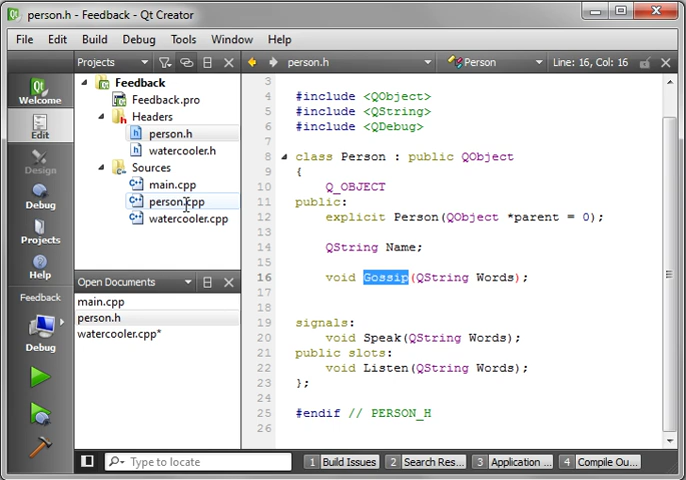 person.h - Feedback - Qt Creator
File Edit Build Debug Tools Window Help
Projects
person.h
Person
Line: 16, Col: 16
Qt
Welcome
Edit
Design
Debug
Projects
Help
Feedback
Debug
Feedback
Feedback.pro
Headers
person.h
watercooler.h
Sources
main.cpp
person.cpp
watercooler.cpp
Open Documents
main.cpp
person.h
watercooler.cpp*
3
4 #include <QObject>
5 #include <QString>
6 #include <QDebug>
7
8 class Person : public QObject
9 {
10 Q_OBJECT
11 public:
12 explicit Person(QObject *parent = 0);
13
14 QString Name;
15
16 void Gossip(QString Words);
17
18
19 signals:
20 void Speak(QString Words);
21 public slots:
22 void Listen(QString Words);
23 };
24
25 #endif // PERSON_H
26
Type to locate
1 Build Issues
2 Search Res...
3 Application ...
4 Compile Ou...